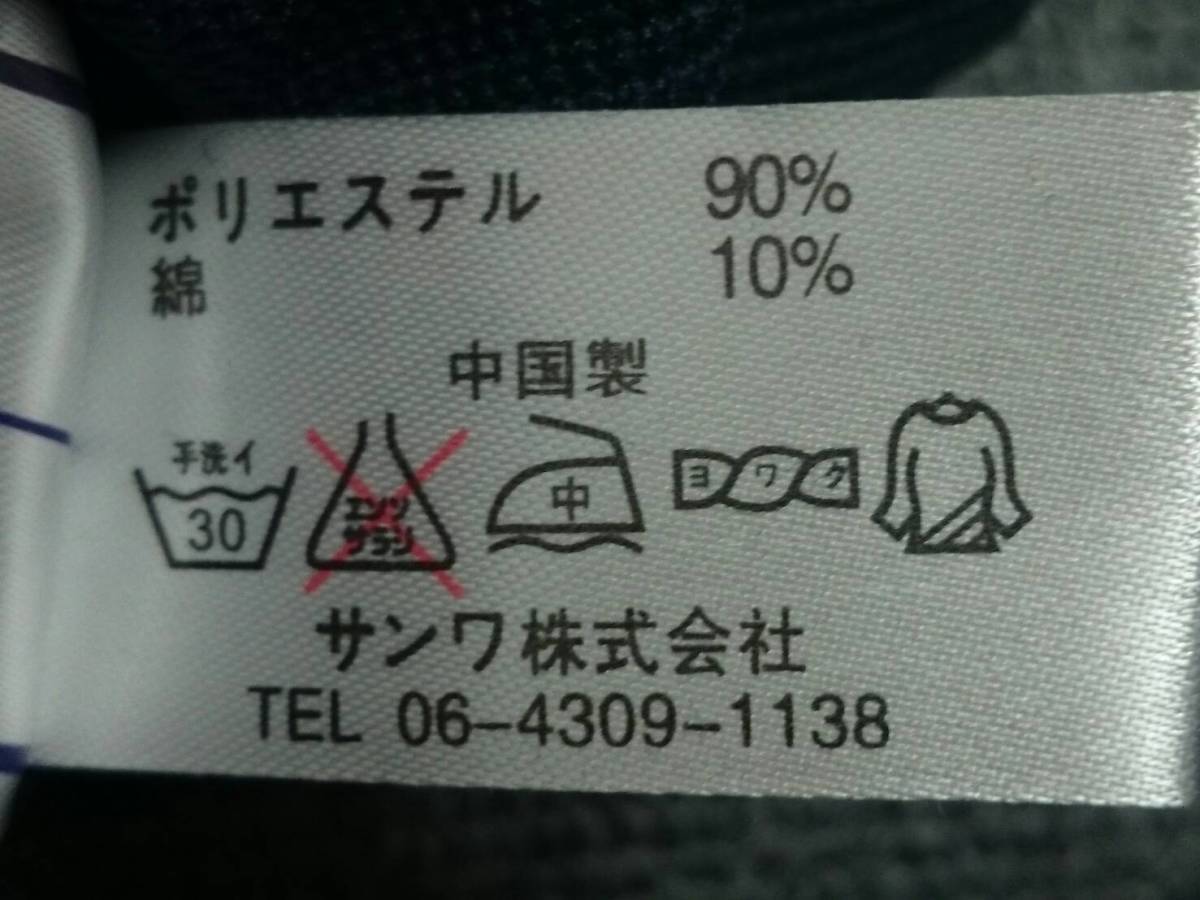 ポリエステル 90%
綿 10%
中国製
手洗イ
30
エンソ
サラシ
中
ヨワク
サンワ株式会社
TEL 06-4309-1138